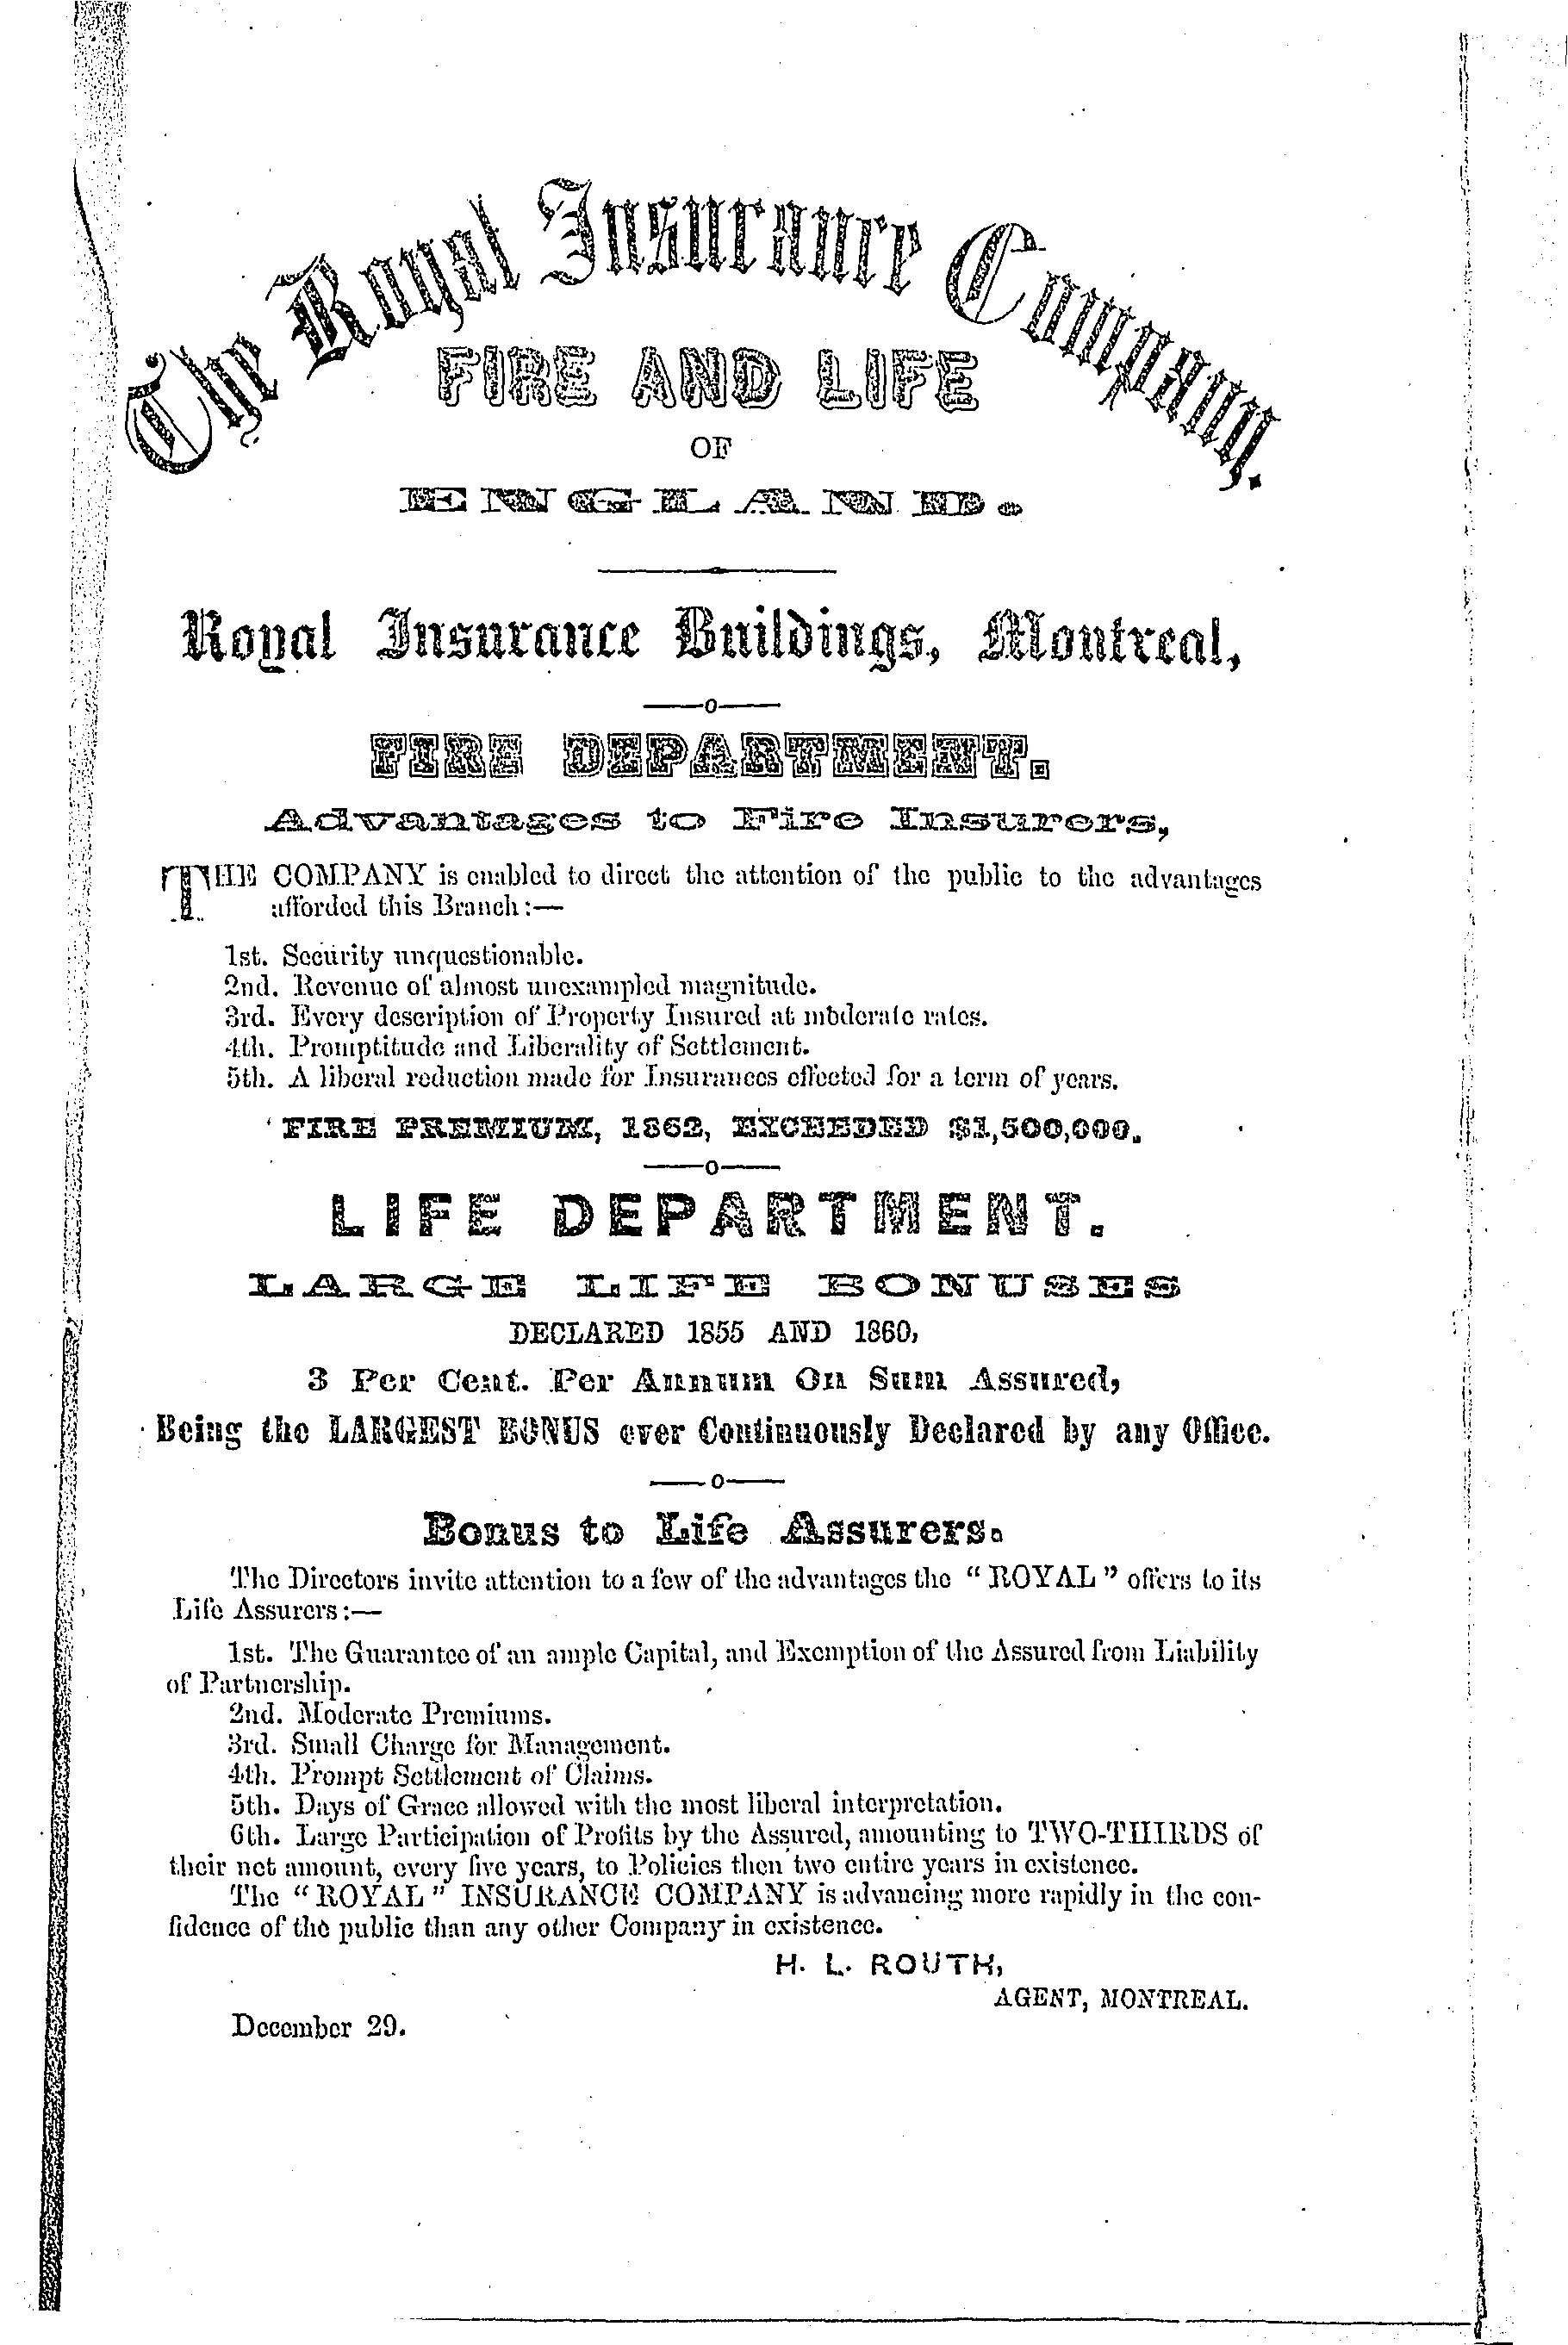 The Royal Insurance Company.
FIRE AND LIFE
OF
ENGLAND.
Royal Insurance Buildings, Montreal,
FIRE DEPARTMENT.
Advantages to Fire Insurers,
THE COMPANY is enabled to direct the attention of the public to the advantages
afforded this Branch:—
1st. Security unquestionable.
2nd. Revenue of almost unexampled magnitude.
3rd. Every description of Property Insured at moderate rates.
4th. Promptitude and Liberality of Settlement.
5th. A liberal reduction made for Insurances effected for a term of years.
FIRE PREMIUM, 1862, EXCEEDED $1,500,000.
LIFE DEPARTMENT.
LARGE LIFE BONUSES
DECLARED 1855 AND 1860,
3 Per Cent. Per Annum On Sum Assured,
Being the LARGEST BONUS ever Continuously Declared by any Office.
Bonus to Life Assurers.
The Directors invite attention to a few of the advantages the “ROYAL” offers to its
Life Assurers:—
1st. The Guarantee of an ample Capital, and Exemption of the Assured from Liability
of Partnership.
2nd. Moderate Premiums.
3rd. Small Charge for Management.
4th. Prompt Settlement of Claims.
5th. Days of Grace allowed with the most liberal interpretation.
6th. Large Participation of Profits by the Assured, amounting to TWO-THIRDS of
their net amount, every five years, to Policies then two entire years in existence.
The “ROYAL” INSURANCE COMPANY is advancing more rapidly in the con-
fidence of the public than any other Company in existence.
H. L. ROUTH,
AGENT, MONTREAL.
December 29.